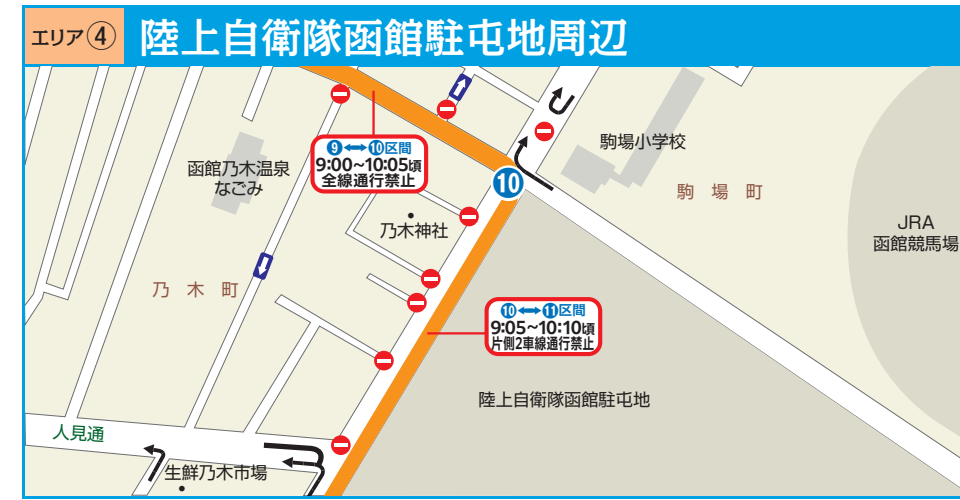 エリア④ 陸上自衛隊函館駐屯地周辺
⑨⟷⑩区間
9:00~10:05頃
全線通行禁止
函館乃木温泉
なごみ
駒場小学校
駒場町
⑩
乃木神社
JRA
函館競馬場
乃木町
⑩⟷⑪区間
9:05~10:10頃
片側2車線通行禁止
陸上自衛隊函館駐屯地
人見通
生鮮乃木市場